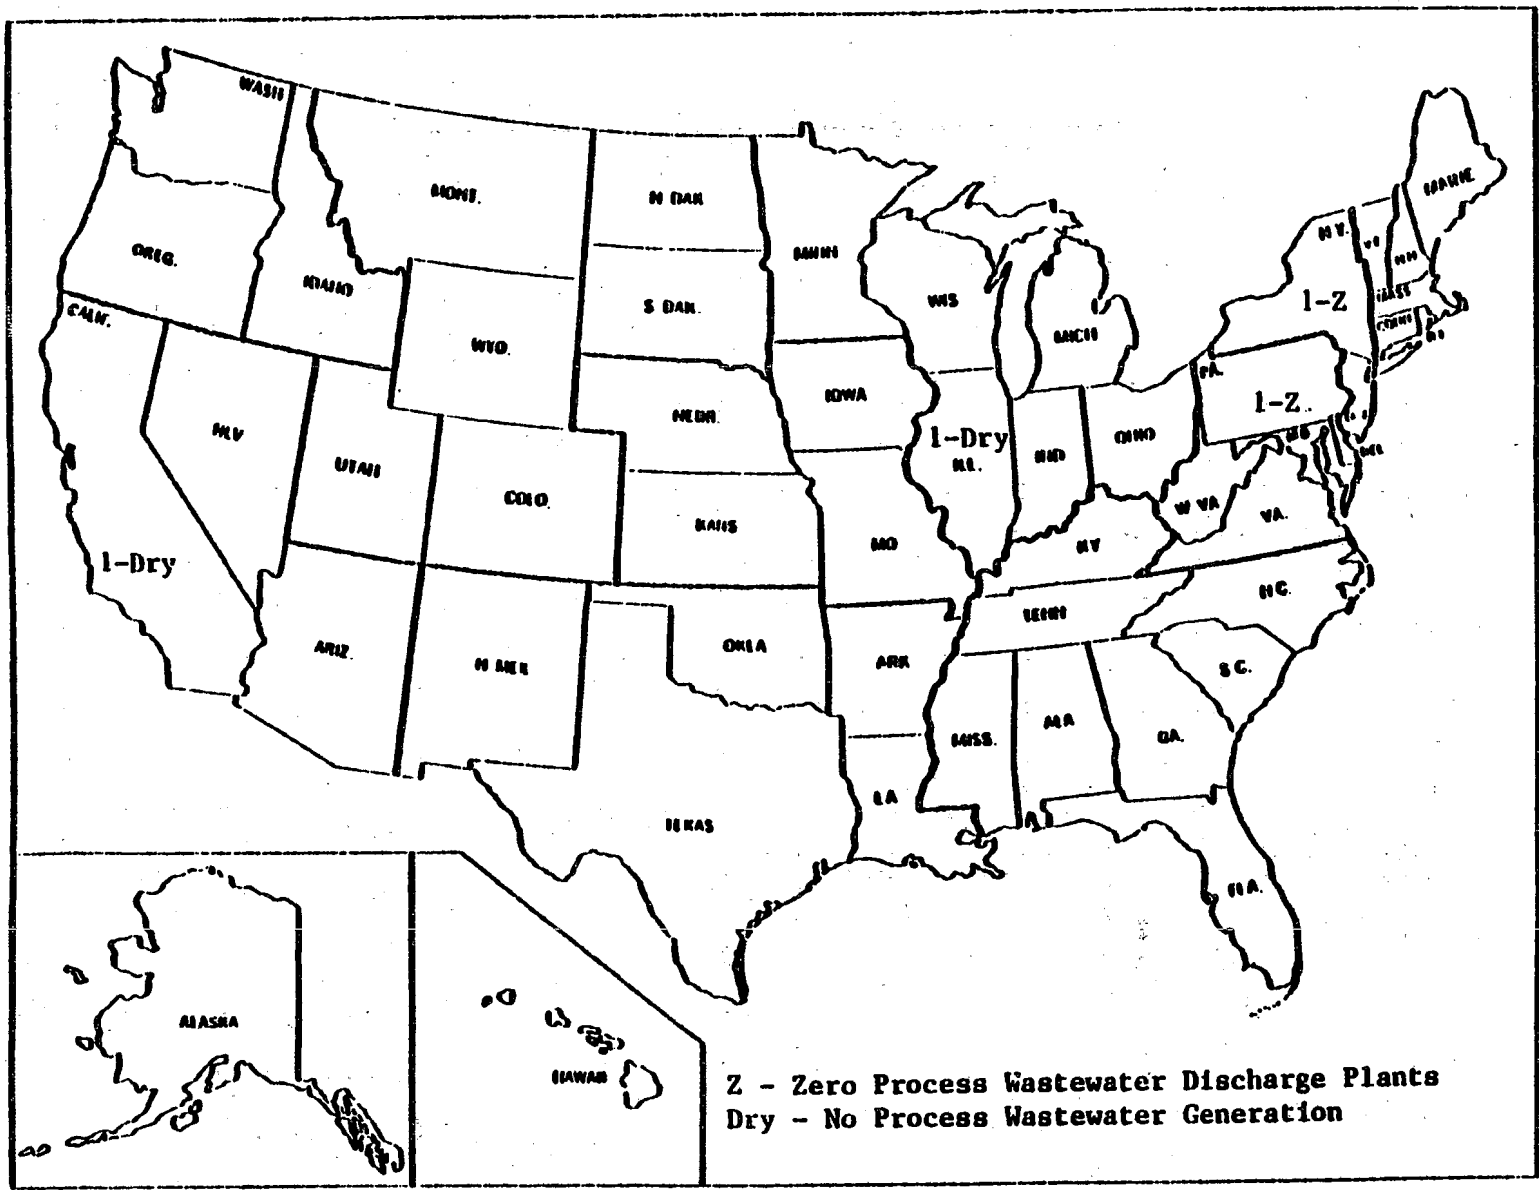 WASH
MONT.
N DAK
MINN
MAINE
OREG.
IDAHO
S DAK.
WIS
N.Y.
VT
NH
1-Z
MASS
CONN
RI
CALIF.
WYO.
MICH
PA.
1-Z
NEV
UTAH
COLO.
NEBR.
IOWA
1-Dry
ILL.
IND
OHIO
MD
DEL
W VA
VA.
KANS
MO
KY
1-Dry
ARIZ.
N MEX
OKLA
ARK
TENN
N C.
S C.
MISS.
ALA
GA.
TEXAS
LA
FLA.
ALASKA
HAWAII
Z - Zero Process Wastewater Discharge Plants
Dry - No Process Wastewater Generation